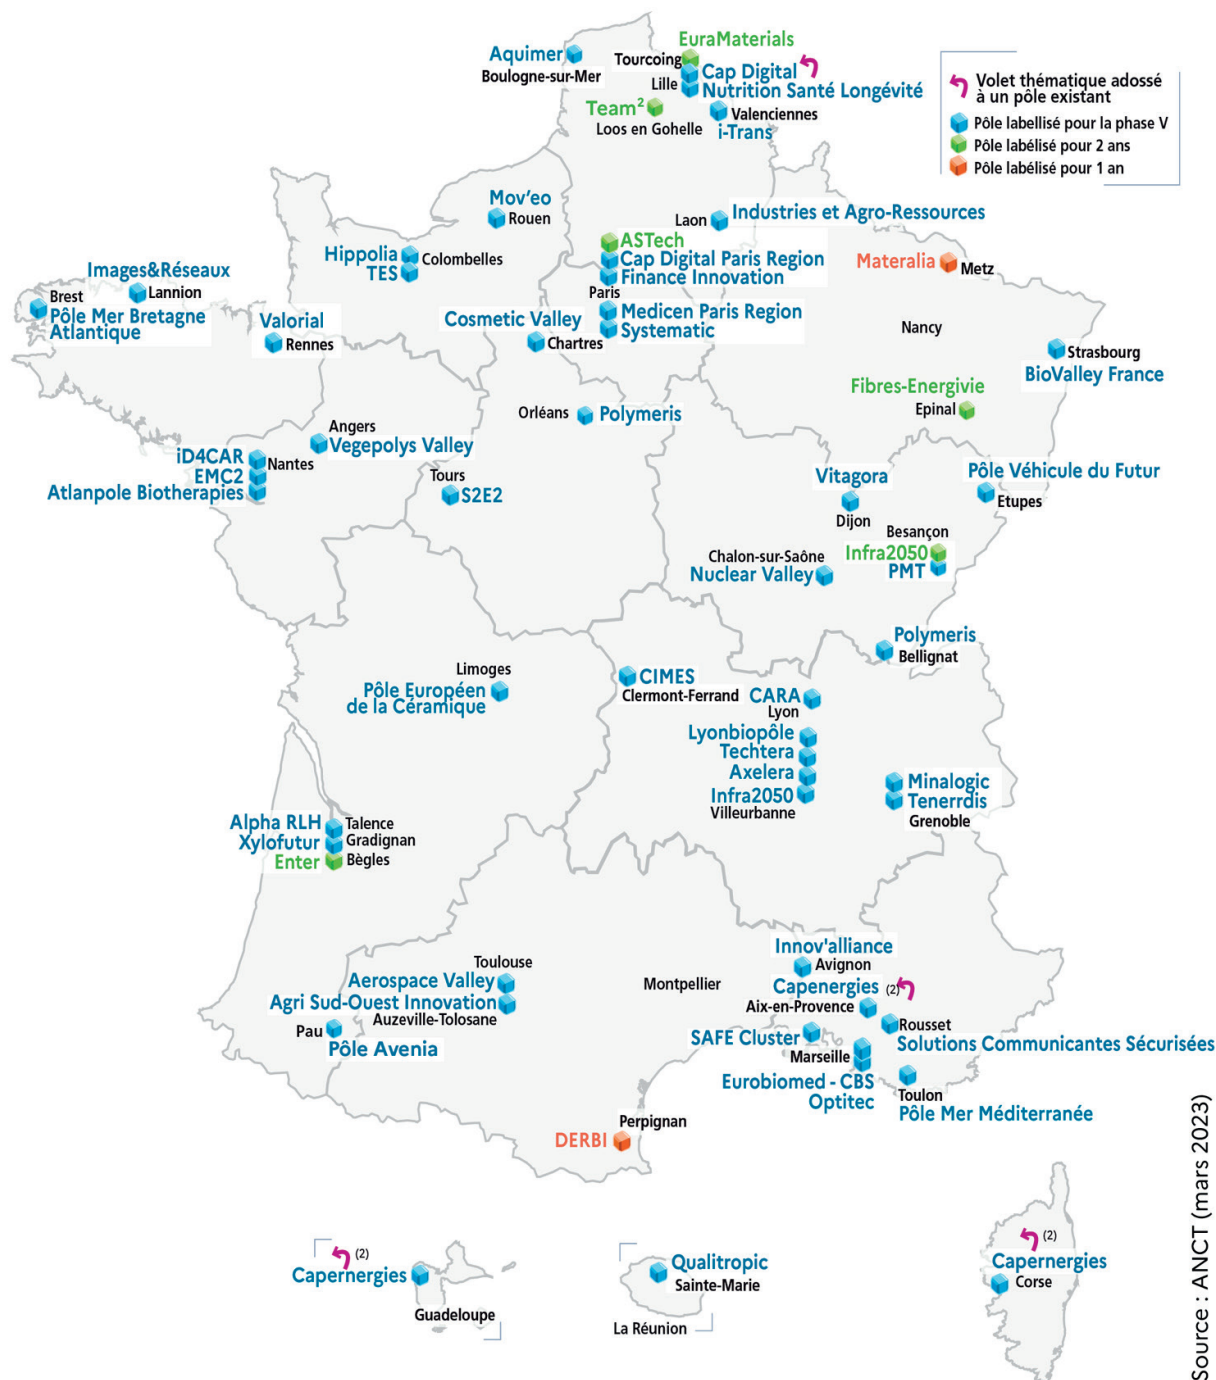 EuraMaterials
Aquimer
Tourcoing
Boulogne-sur-Mer
Cap Digital
Lille
Nutrition Santé Longévité
Team²
Valenciennes
Loos en Gohelle
i-Trans
Volet thématique adossé
à un pôle existant
Pôle labellisé pour la phase V
Pôle labélisé pour 2 ans
Pôle labélisé pour 1 an
Mov'eo
Rouen
Laon
Industries et Agro-Ressources
Hippolia
Colombelles
TES
ASTech
Cap Digital Paris Region
Finance Innovation
Paris
Medicen Paris Region
Systematic
Materalia
Metz
Images&Réseaux
Lannion
Brest
Pôle Mer Bretagne
Atlantique
Valorial
Rennes
Cosmetic Valley
Chartres
Nancy
Strasbourg
BioValley France
Fibres-Energivie
Epinal
Orléans
Polymeris
Angers
Vegepolys Valley
iD4CAR
Nantes
EMC2
Atlanpole Biotherapies
Tours
S2E2
Vitagora
Dijon
Pôle Véhicule du Futur
Etupes
Besançon
Infra2050
PMT
Chalon-sur-Saône
Nuclear Valley
Polymeris
Bellignat
Limoges
Pôle Européen
de la Céramique
CIMES
Clermont-Ferrand
CARA
Lyon
Lyonbiopôle
Techtera
Axelera
Infra2050
Villeurbanne
Minalogic
Tenerrdis
Grenoble
Alpha RLH
Talence
Xylofutur
Gradignan
Enter
Bègles
Innov'alliance
Avignon
Toulouse
Aerospace Valley
Agri Sud-Ouest Innovation
Auzeville-Tolosane
Montpellier
Capenergies (2)
Aix-en-Provence
Pau
Pôle Avenia
Rousset
SAFE Cluster
Solutions Communicantes Sécurisées
Marseille
Eurobiomed - CBS
Optitec
Toulon
Pôle Mer Méditerranée
Perpignan
DERBI
(2)
Capernergies
Guadeloupe
Qualitropic
Sainte-Marie
La Réunion
(2)
Capernergies
Corse
Source : ANCT (mars 2023)